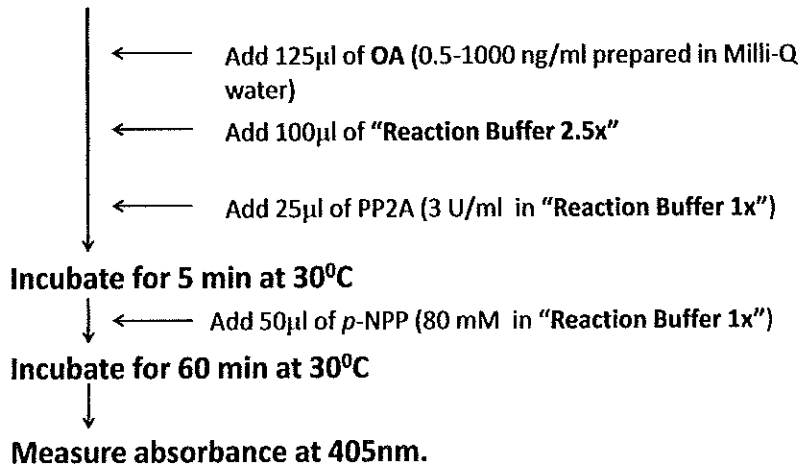 Add 125µl of OA (0.5-1000 ng/ml prepared in Milli-Q
water)
Add 100µl of “Reaction Buffer 2.5x”
Add 25µl of PP2A (3 U/ml in “Reaction Buffer 1x”)
Incubate for 5 min at 30⁰C
Add 50µl of p-NPP (80 mM in “Reaction Buffer 1x”)
Incubate for 60 min at 30⁰C
Measure absorbance at 405nm.